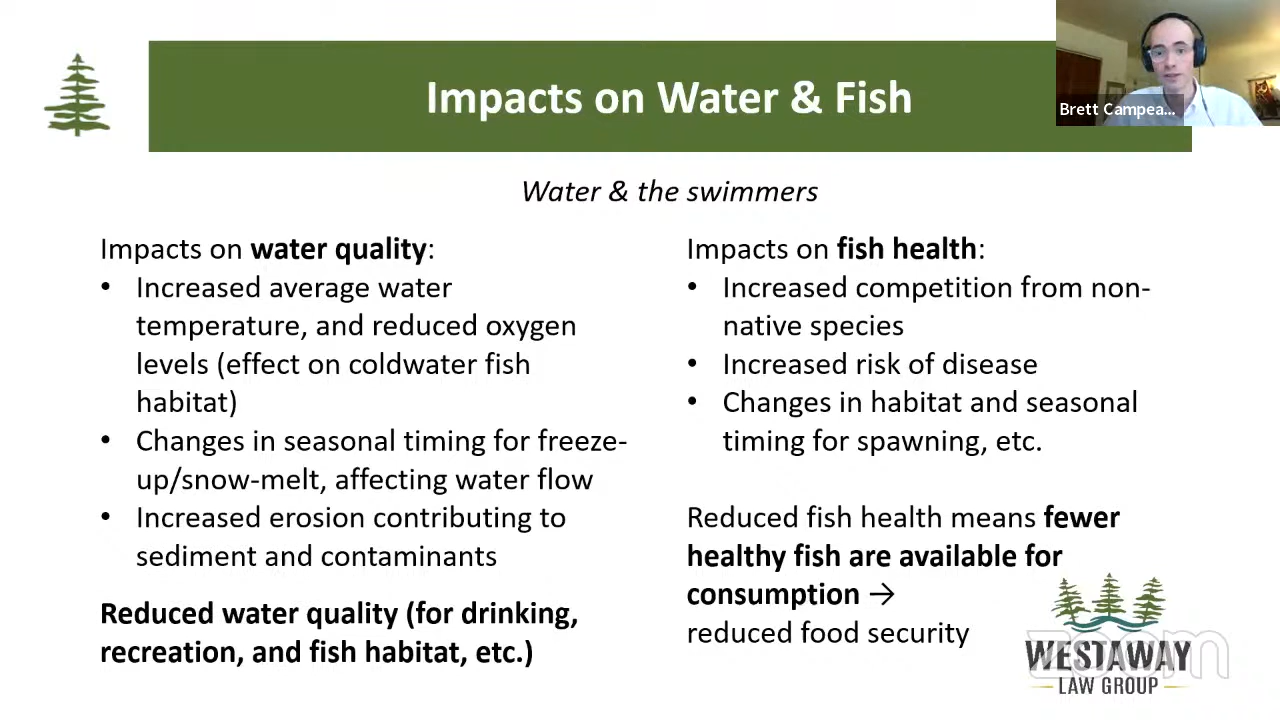 Impacts on Water & Fish
Brett Campea...
Water & the swimmers
Impacts on water quality:
• Increased average water
temperature, and reduced oxygen
levels (effect on coldwater fish
habitat)
• Changes in seasonal timing for freeze-
up/snow-melt, affecting water flow
• Increased erosion contributing to
sediment and contaminants
Reduced water quality (for drinking,
recreation, and fish habitat, etc.)
Impacts on fish health:
• Increased competition from non-
native species
• Increased risk of disease
• Changes in habitat and seasonal
timing for spawning, etc.
Reduced fish health means fewer
healthy fish are available for
consumption →
reduced food security
WESTAWAY
LAW GROUP
zoom